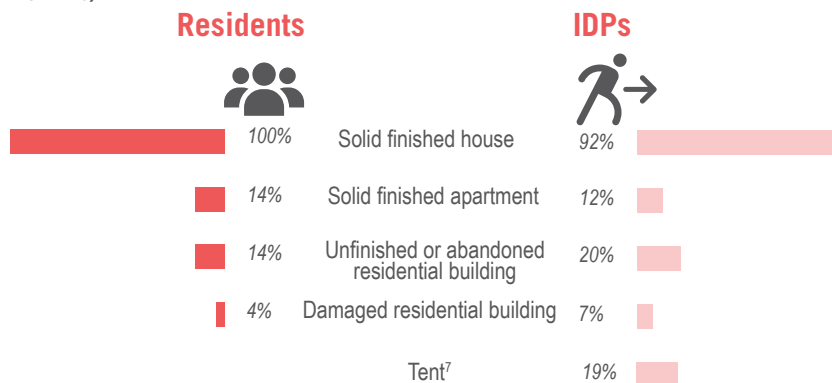 Residents IDPs
100% Solid finished house 92%
14% Solid finished apartment 12%
14% Unfinished or abandoned residential building 20%
4% Damaged residential building 7%
Tent7 19%